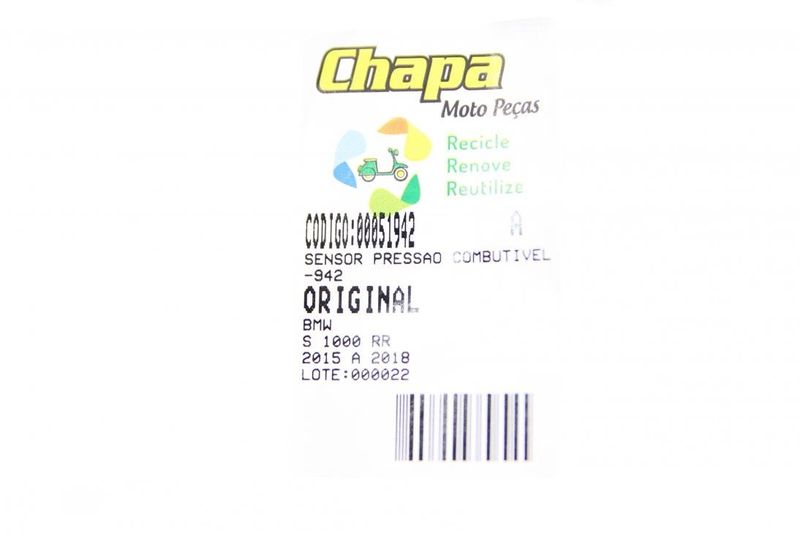 Chapa
Moto Peças
Recicle
Renove
Reutilize
CODIGO:00051942 A
SENSOR PRESSAO COMBUTIVEL
-942
ORIGINAL
BMW
S 1000 RR
2015 A 2018
LOTE:000022